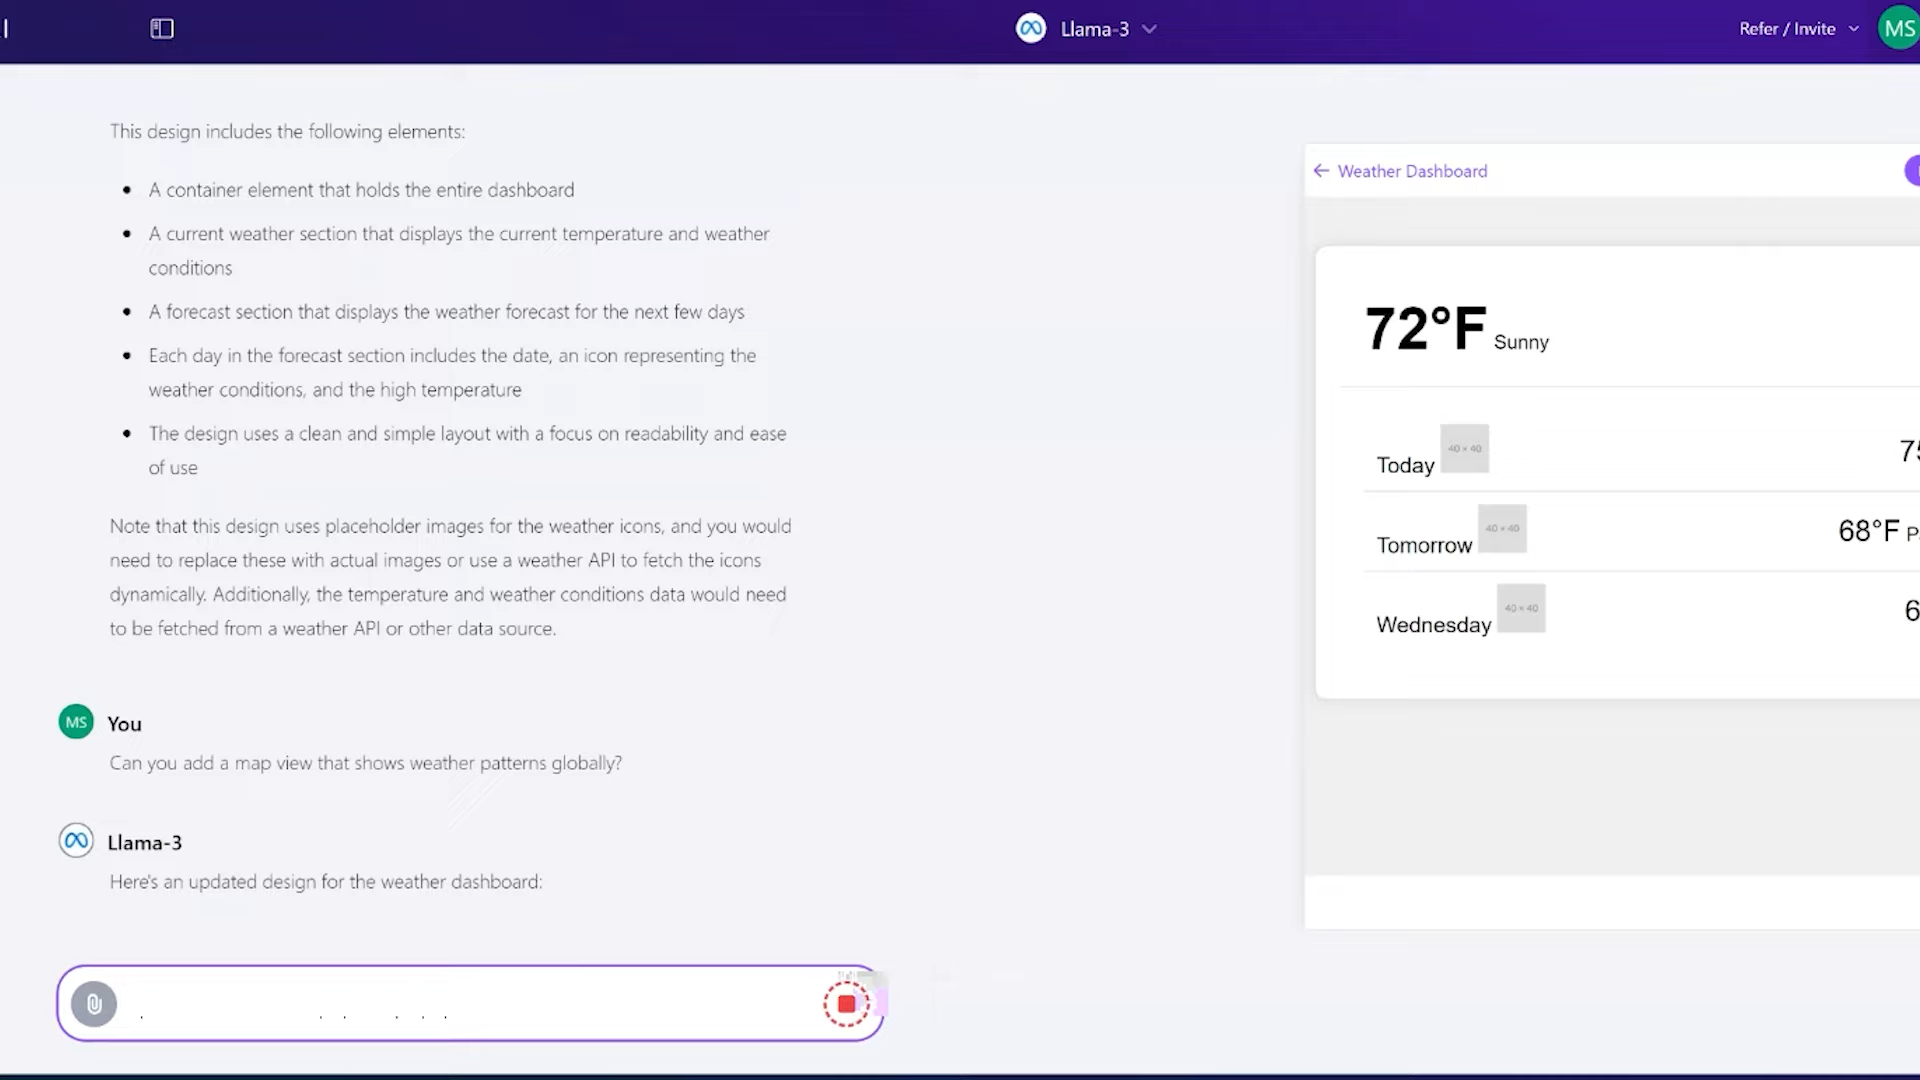 Llama-3
Refer / Invite
MS
This design includes the following elements:
A container element that holds the entire dashboard
A current weather section that displays the current temperature and weather
conditions
A forecast section that displays the weather forecast for the next few days
Each day in the forecast section includes the date, an icon representing the
weather conditions, and the high temperature
The design uses a clean and simple layout with a focus on readability and ease
of use
Note that this design uses placeholder images for the weather icons, and you would
need to replace these with actual images or use a weather API to fetch the icons
dynamically. Additionally, the temperature and weather conditions data would need
to be fetched from a weather API or other data source.
MS You
Can you add a map view that shows weather patterns globally?
Llama-3
Here's an updated design for the weather dashboard:
Weather Dashboard
72°F Sunny
Today 40 × 40
Tomorrow 40 × 40 68°F
Wednesday 40 × 40